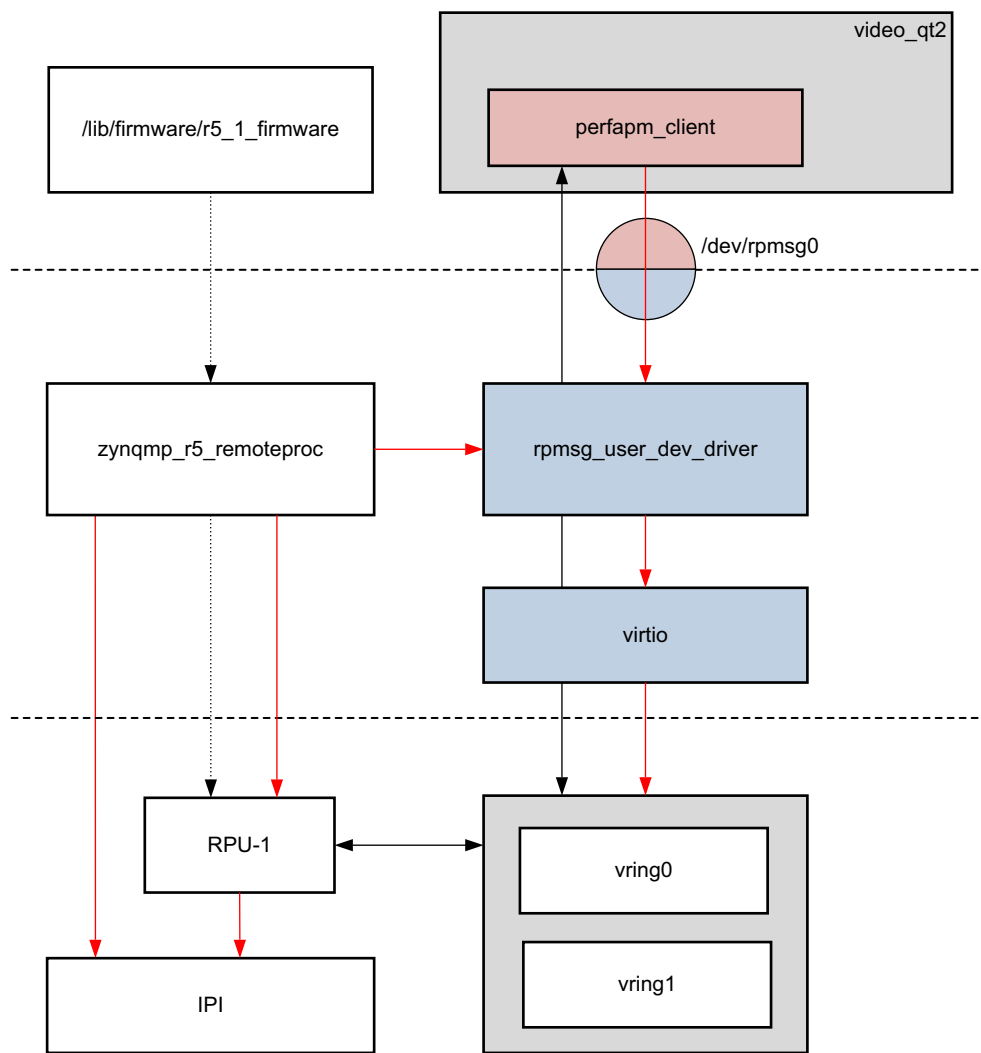 video_qt2
/lib/firmware/r5_1_firmware
perfapm_client
/dev/rpmsg0
zynqmp_r5_remoteproc
rpmsg_user_dev_driver
virtio
RPU-1
vring0
vring1
IPI